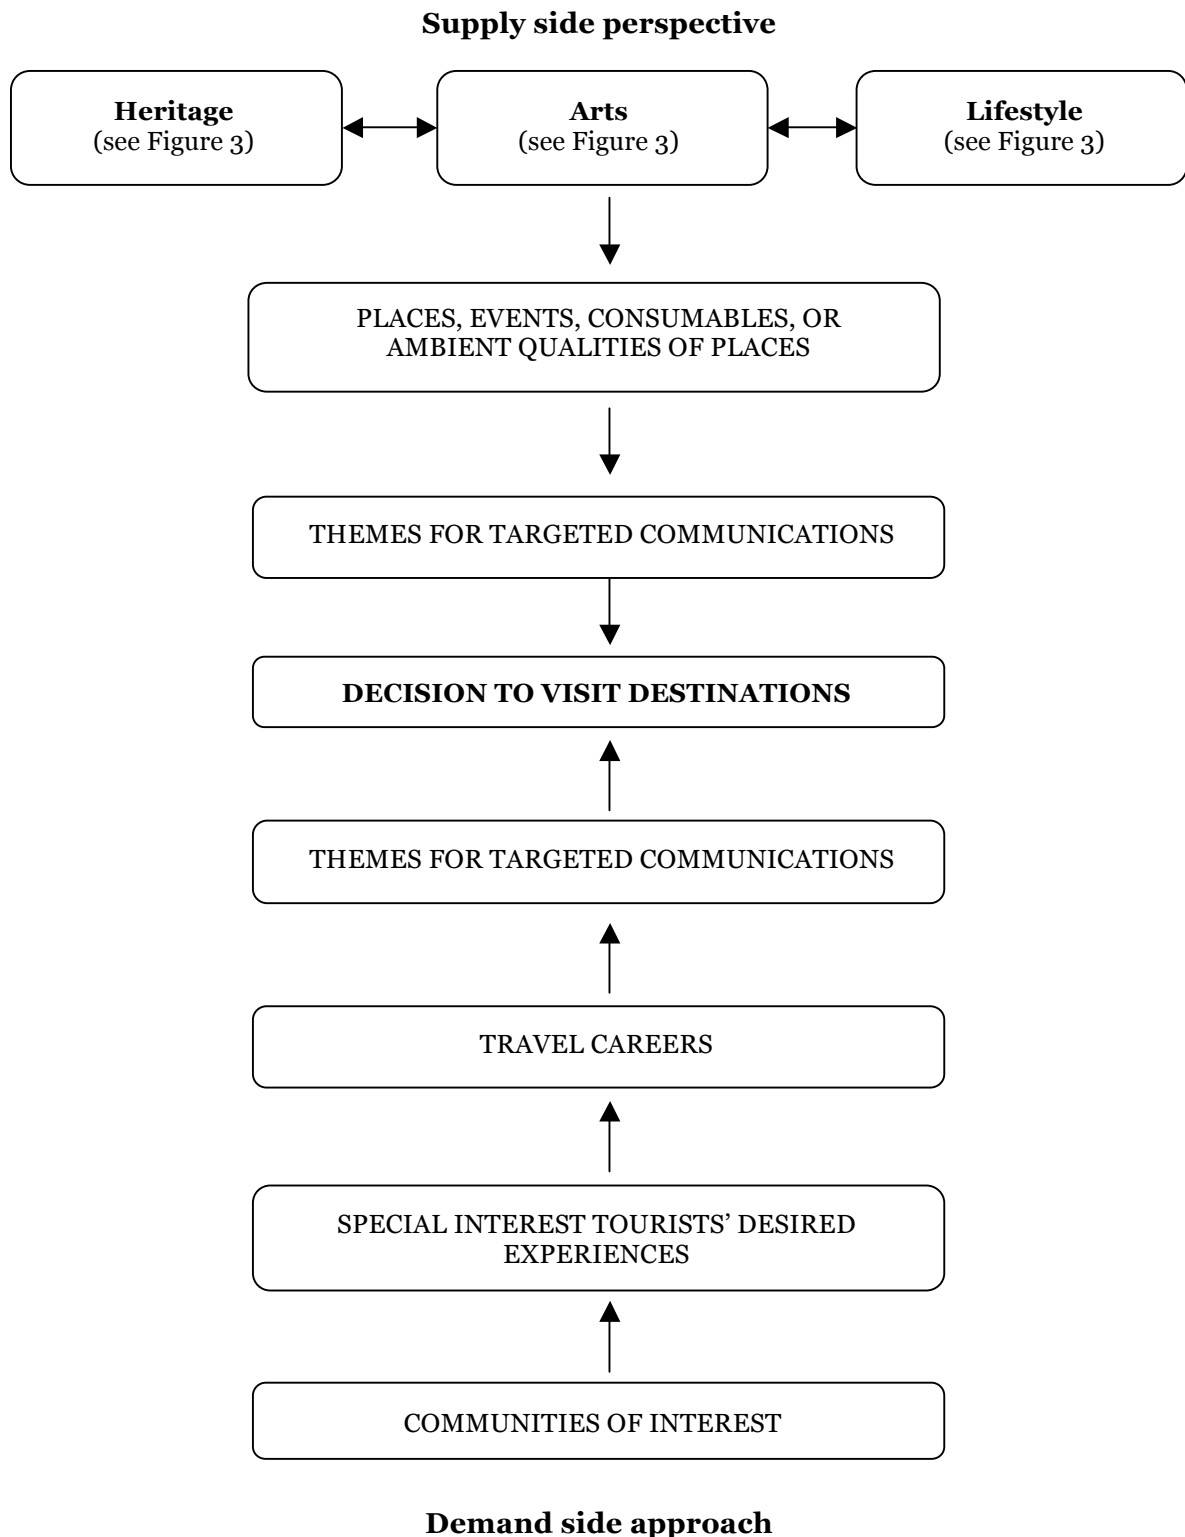 Supply side perspective
Heritage
(see Figure 3)
Arts
(see Figure 3)
Lifestyle
(see Figure 3)
PLACES, EVENTS, CONSUMABLES, OR
AMBIENT QUALITIES OF PLACES
THEMES FOR TARGETED COMMUNICATIONS
DECISION TO VISIT DESTINATIONS
THEMES FOR TARGETED COMMUNICATIONS
TRAVEL CAREERS
SPECIAL INTEREST TOURISTS’ DESIRED
EXPERIENCES
COMMUNITIES OF INTEREST
Demand side approach